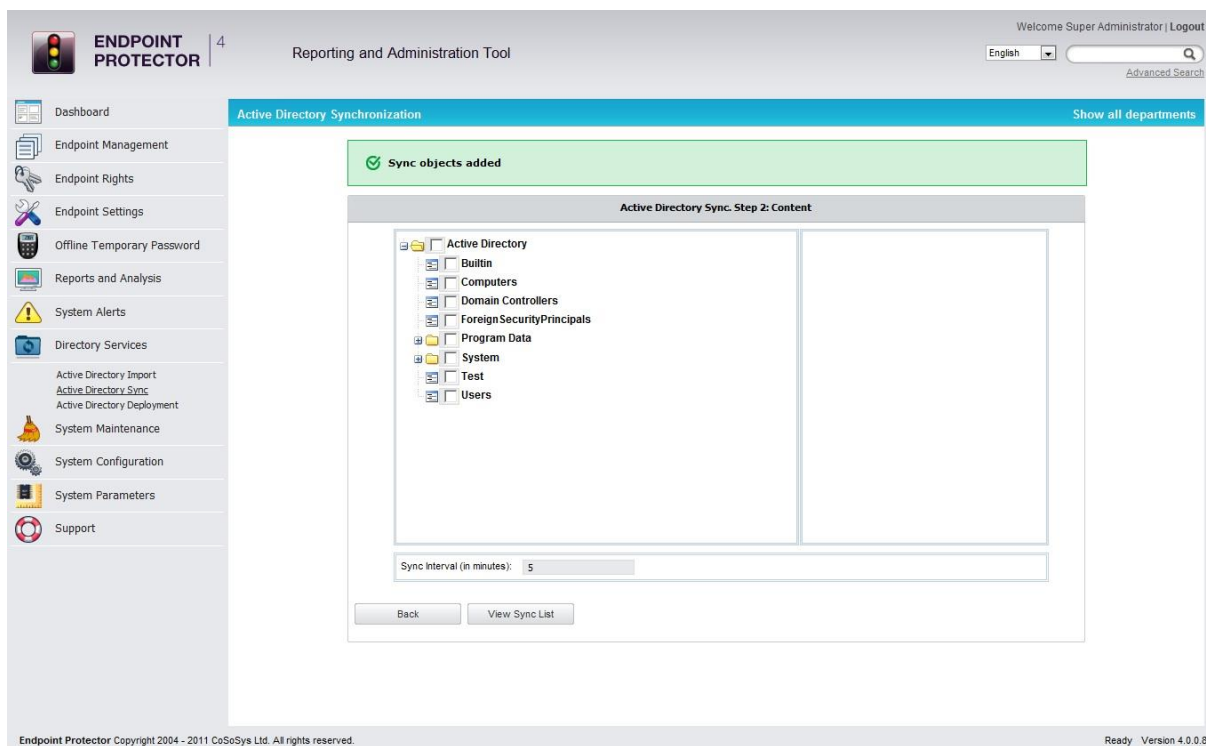 Welcome Super Administrator | Logout
ENDPOINT PROTECTOR 4
Reporting and Administration Tool
English
Advanced Search
Dashboard
Endpoint Management
Endpoint Rights
Endpoint Settings
Offline Temporary Password
Reports and Analysis
System Alerts
Directory Services
Active Directory Import
Active Directory Sync
Active Directory Deployment
System Maintenance
System Configuration
System Parameters
Support
Active Directory Synchronization
Show all departments
Sync objects added
Active Directory Sync. Step 2: Content
Active Directory
Builtin
Computers
Domain Controllers
ForeignSecurityPrincipals
Program Data
System
Test
Users
Sync Interval (in minutes): 5
Back
View Sync List
Endpoint Protector Copyright 2004 - 2011 CoSoSys Ltd. All rights reserved.
Ready Version 4.0.0.8